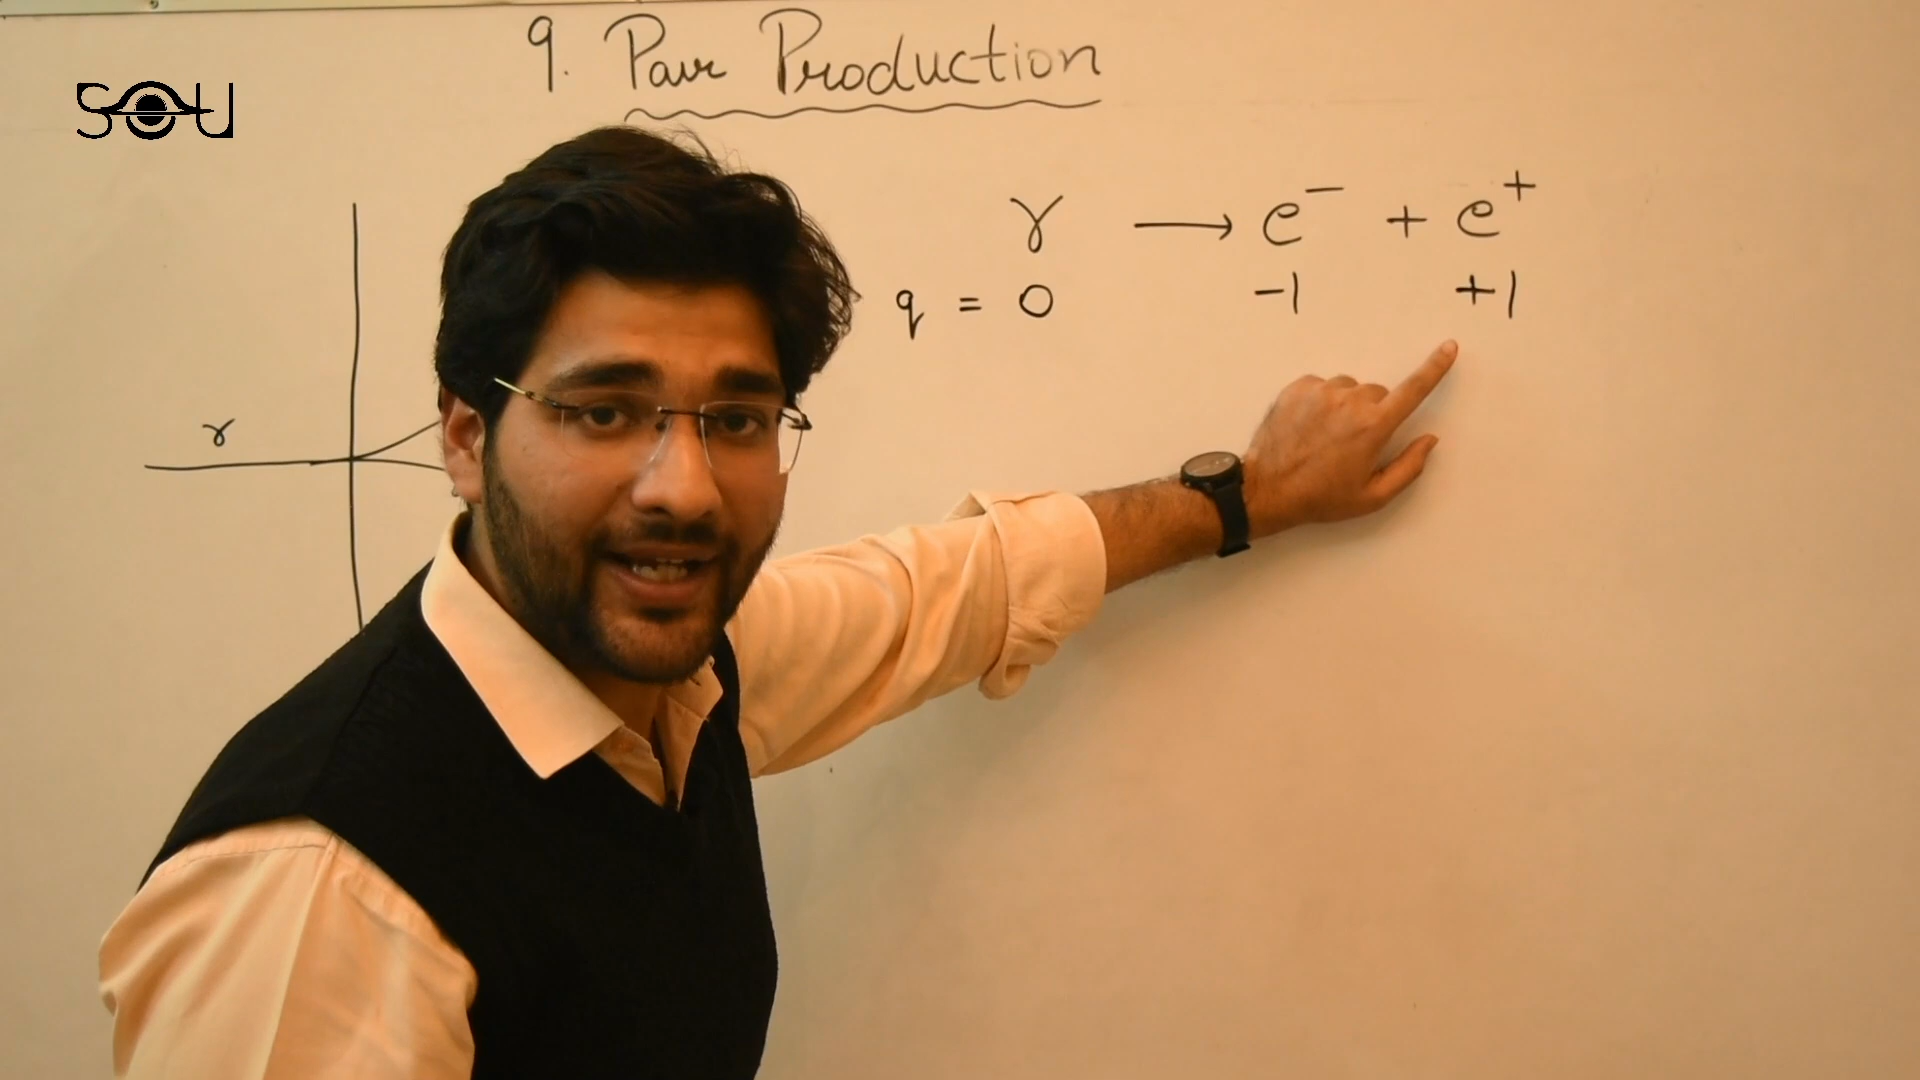 9. Pair Production
SOU
γ → e⁻ + e⁺
q = 0 -1 +1
γ